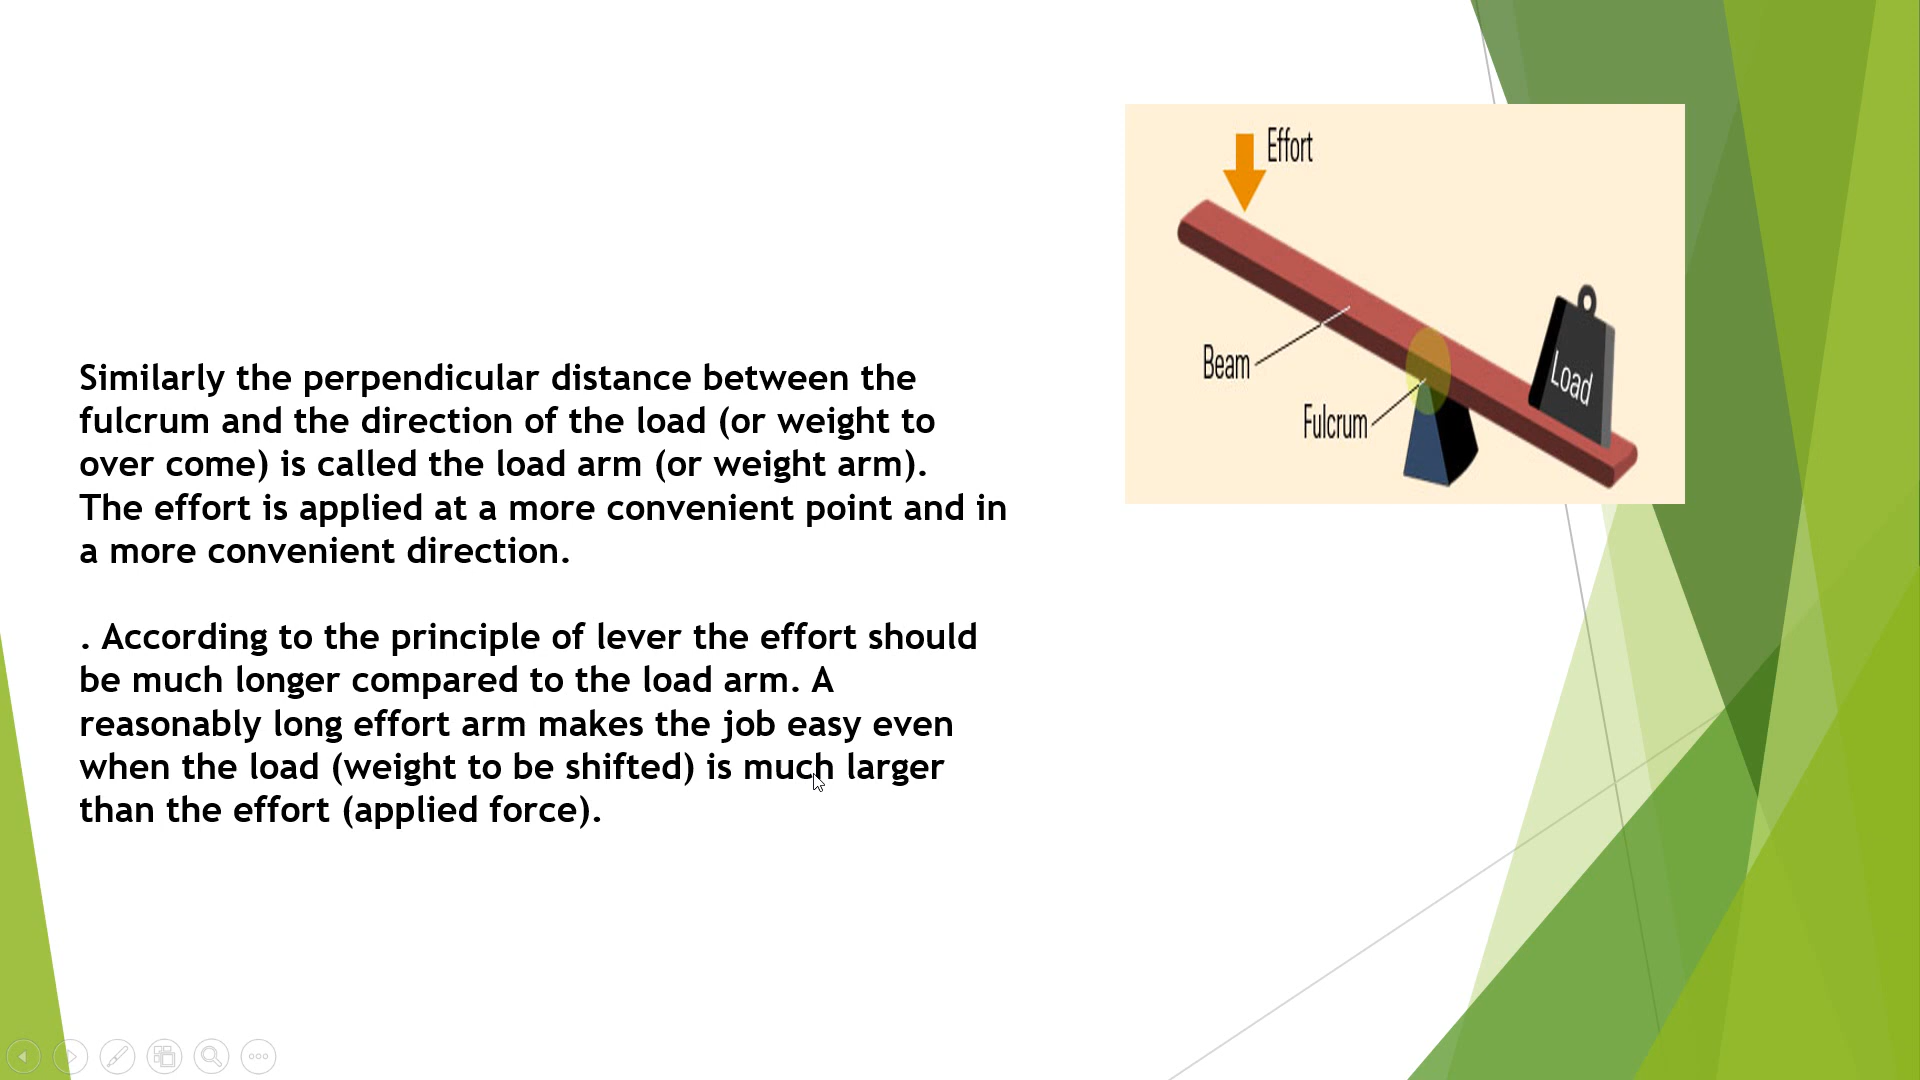 Similarly the perpendicular distance between the
fulcrum and the direction of the load (or weight to
over come) is called the load arm (or weight arm).
The effort is applied at a more convenient point and in
a more convenient direction.
. According to the principle of lever the effort should
be much longer compared to the load arm. A
reasonably long effort arm makes the job easy even
when the load (weight to be shifted) is much larger
than the effort (applied force).
Effort
Beam
Fulcrum
Load